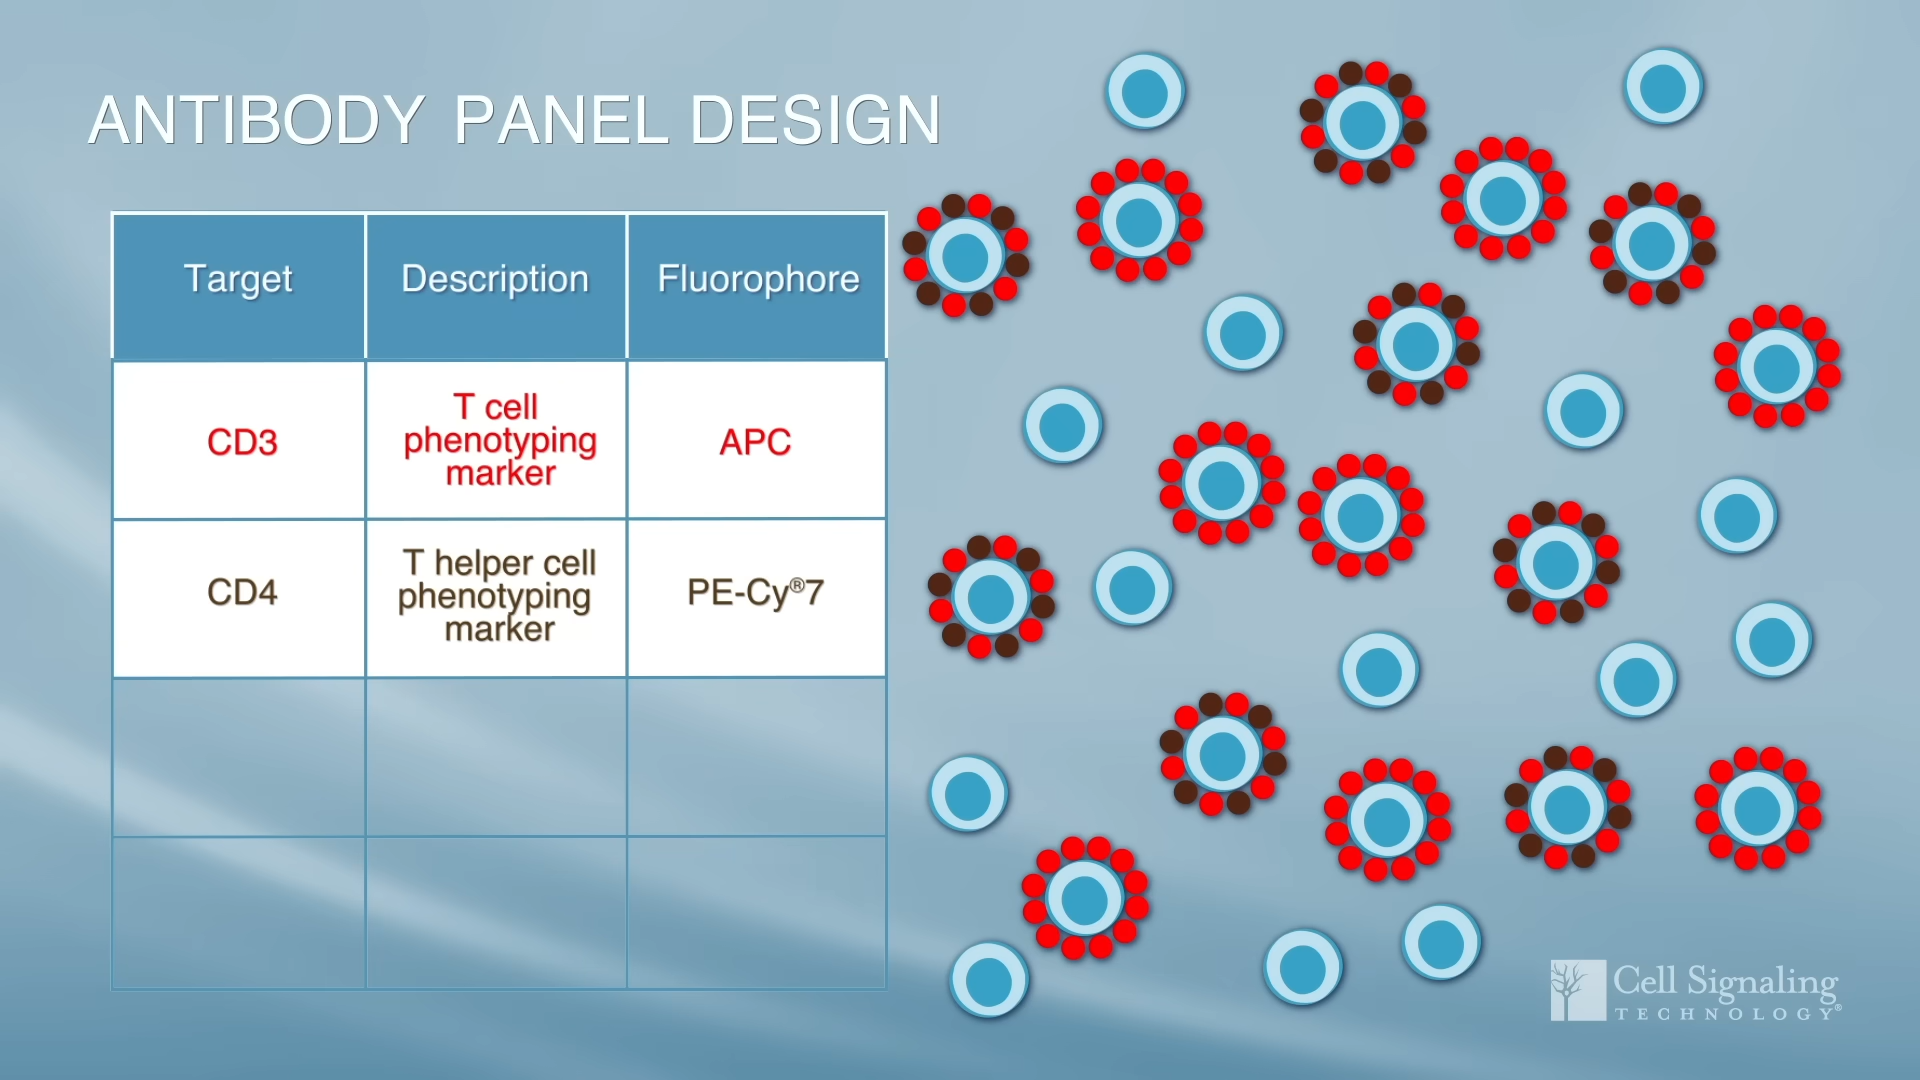 ANTIBODY PANEL DESIGN
Target
Description
Fluorophore
CD3
T cell
phenotyping
marker
APC
CD4
T helper cell
phenotyping
marker
PE-Cy®7
Cell Signaling
TECHNOLOGY®